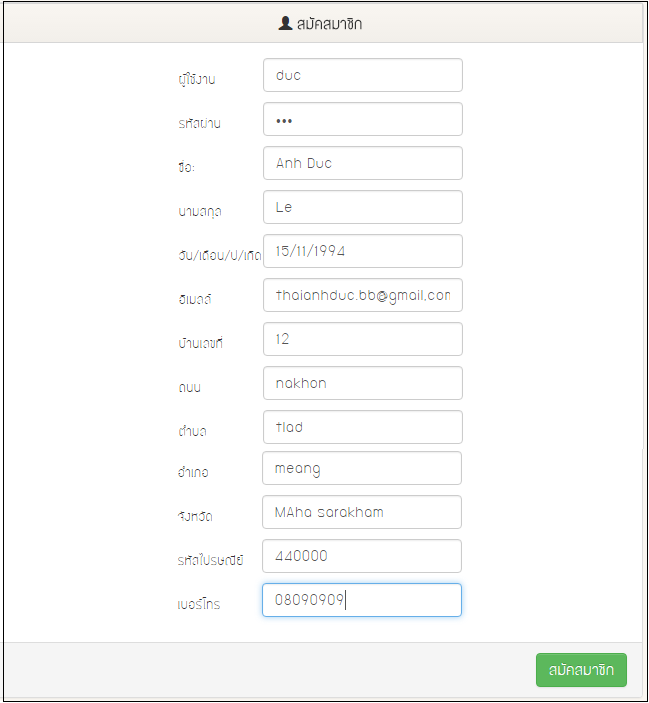 สมัคสมาชิก
ผู้ใช้งาน duc
รหัสผ่าน •••
ชื่อ: Anh Duc
นามสกุล Le
วัน/เดือน/ป/เกิด 15/11/1994
อีเมลล์ thaianhduc.bb@gmail.com
บ้านเลขที่ 12
ถนน nakhon
ตำบล tlad
อำเภอ meang
จังหวัด MAha sarakham
รหัสไปรษณีย์ 440000
เบอร์โทร 08090909
สมัคสมาชิก